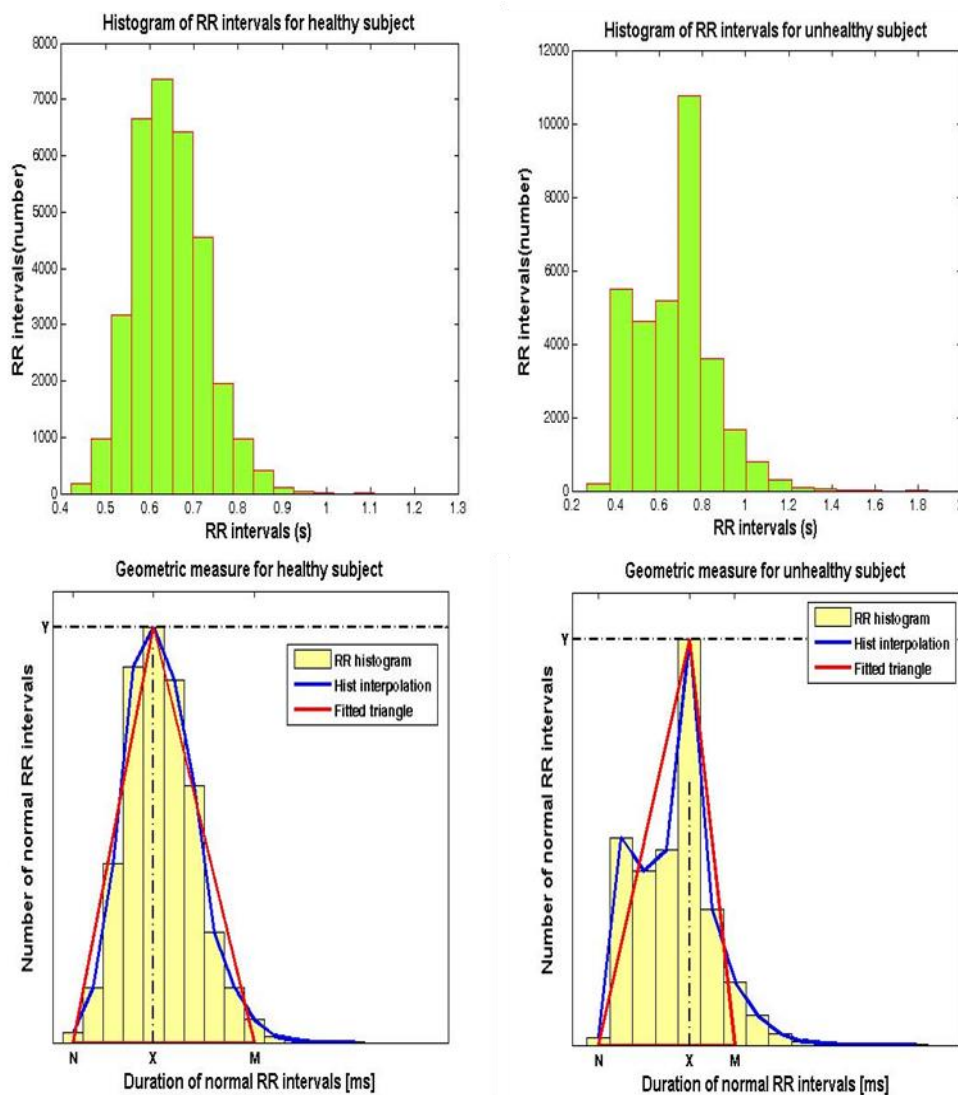 Histogram of RR intervals for healthy subject
8000
7000
6000
5000
4000
3000
2000
1000
0
RR intervals(number)
0.4 0.5 0.6 0.7 0.8 0.9 1 1.1 1.2 1.3
RR intervals (s)
Histogram of RR intervals for unhealthy subject
12000
10000
8000
6000
4000
2000
0
RR intervals(number)
0.2 0.4 0.6 0.8 1 1.2 1.4 1.6 1.8
RR intervals (s)
Geometric measure for healthy subject
Y
RR histogram
Hist interpolation
Fitted triangle
Number of normal RR intervals
N X M
Duration of normal RR intervals [ms]
Geometric measure for unhealthy subject
Y
RR histogram
Hist interpolation
Fitted triangle
Number of normal RR intervals
N X M
Duration of normal RR intervals [ms]